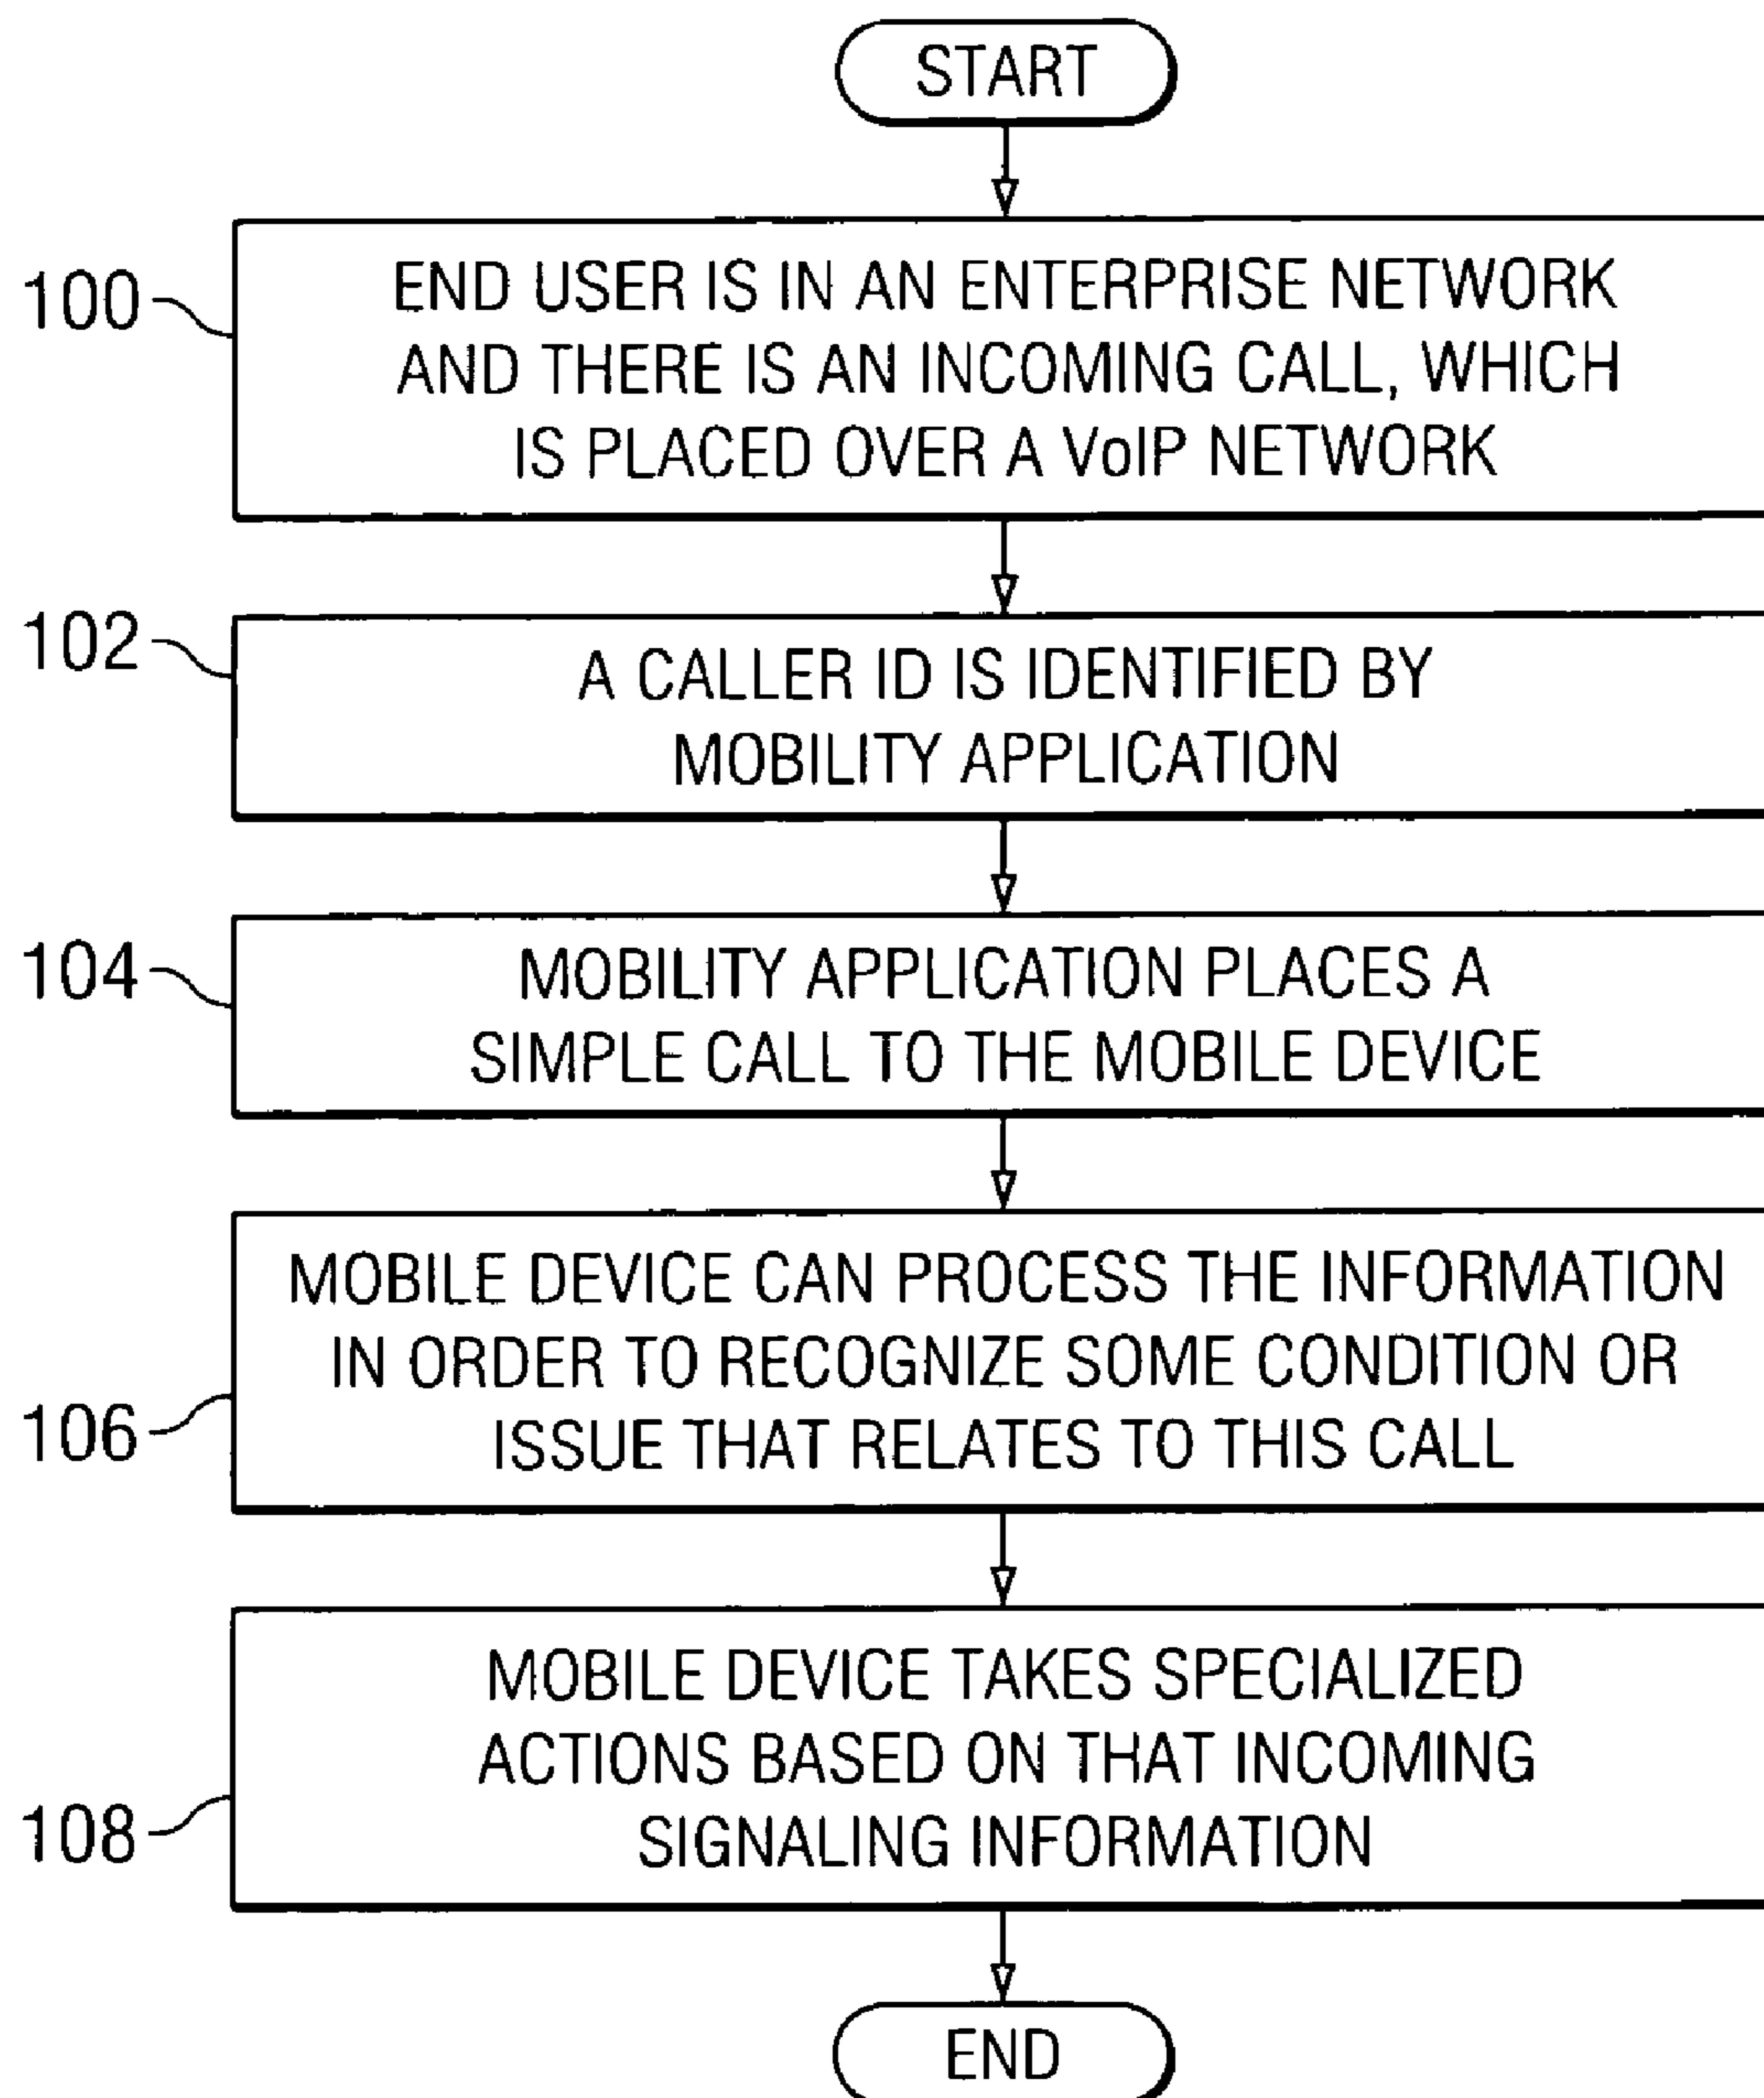 START
100
END USER IS IN AN ENTERPRISE NETWORK
AND THERE IS AN INCOMING CALL, WHICH
IS PLACED OVER A VoIP NETWORK
102
A CALLER ID IS IDENTIFIED BY
MOBILITY APPLICATION
104
MOBILITY APPLICATION PLACES A
SIMPLE CALL TO THE MOBILE DEVICE
MOBILE DEVICE CAN PROCESS THE INFORMATION
IN ORDER TO RECOGNIZE SOME CONDITION OR
ISSUE THAT RELATES TO THIS CALL
106
MOBILE DEVICE TAKES SPECIALIZED
ACTIONS BASED ON THAT INCOMING
SIGNALING INFORMATION
108
END